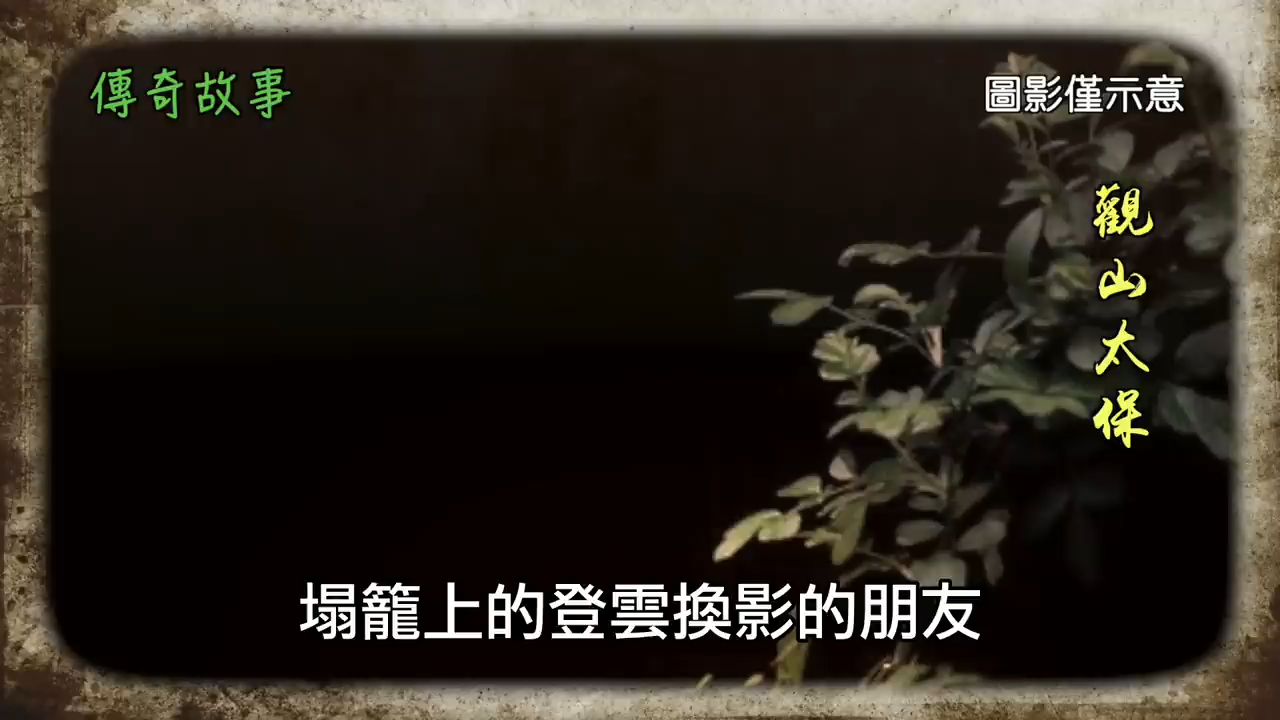 傳奇故事
圖影僅示意
觀山太保
塌籠上的登雲換影的朋友